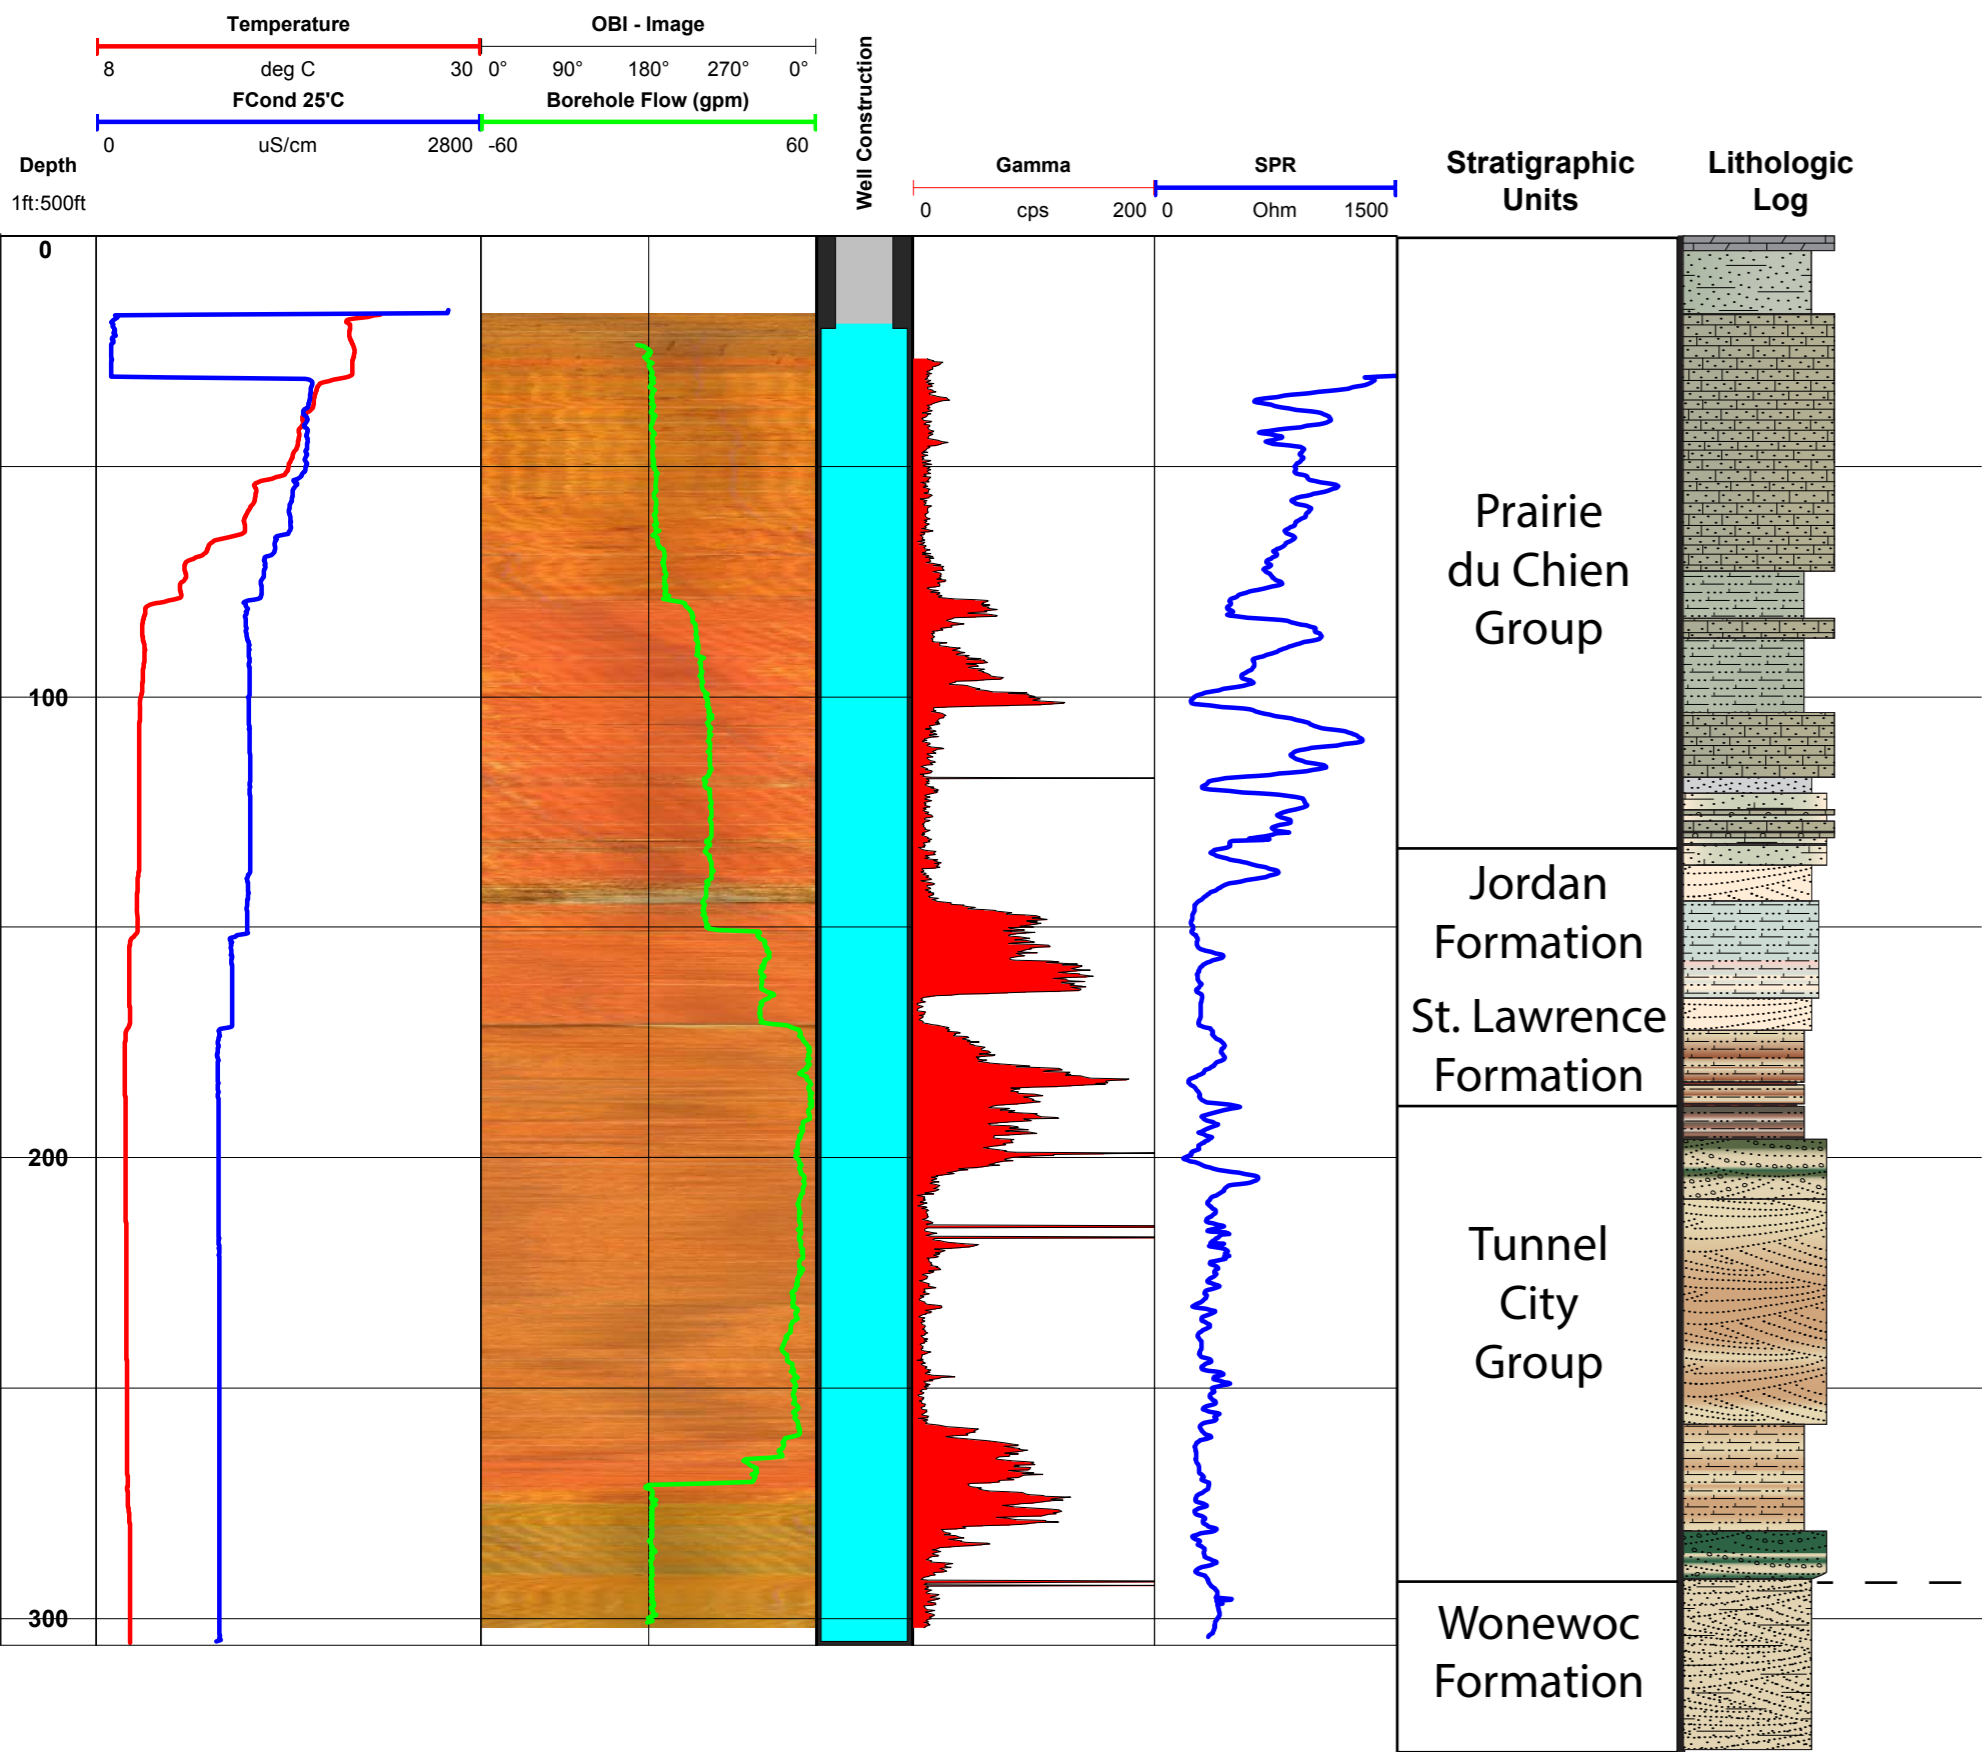 Temperature
8 deg C 30
FCond 25'C
0 uS/cm 2800
OBI - Image
0° 90° 180° 270° 0°
Borehole Flow (gpm)
-60 60
Well Construction
Depth
1ft:500ft
Gamma
0 cps 200
SPR
0 Ohm 1500
Stratigraphic
Units
Lithologic
Log
0
100
200
300
Prairie
du Chien
Group
Jordan
Formation
St. Lawrence
Formation
Tunnel
City
Group
Wonewoc
Formation